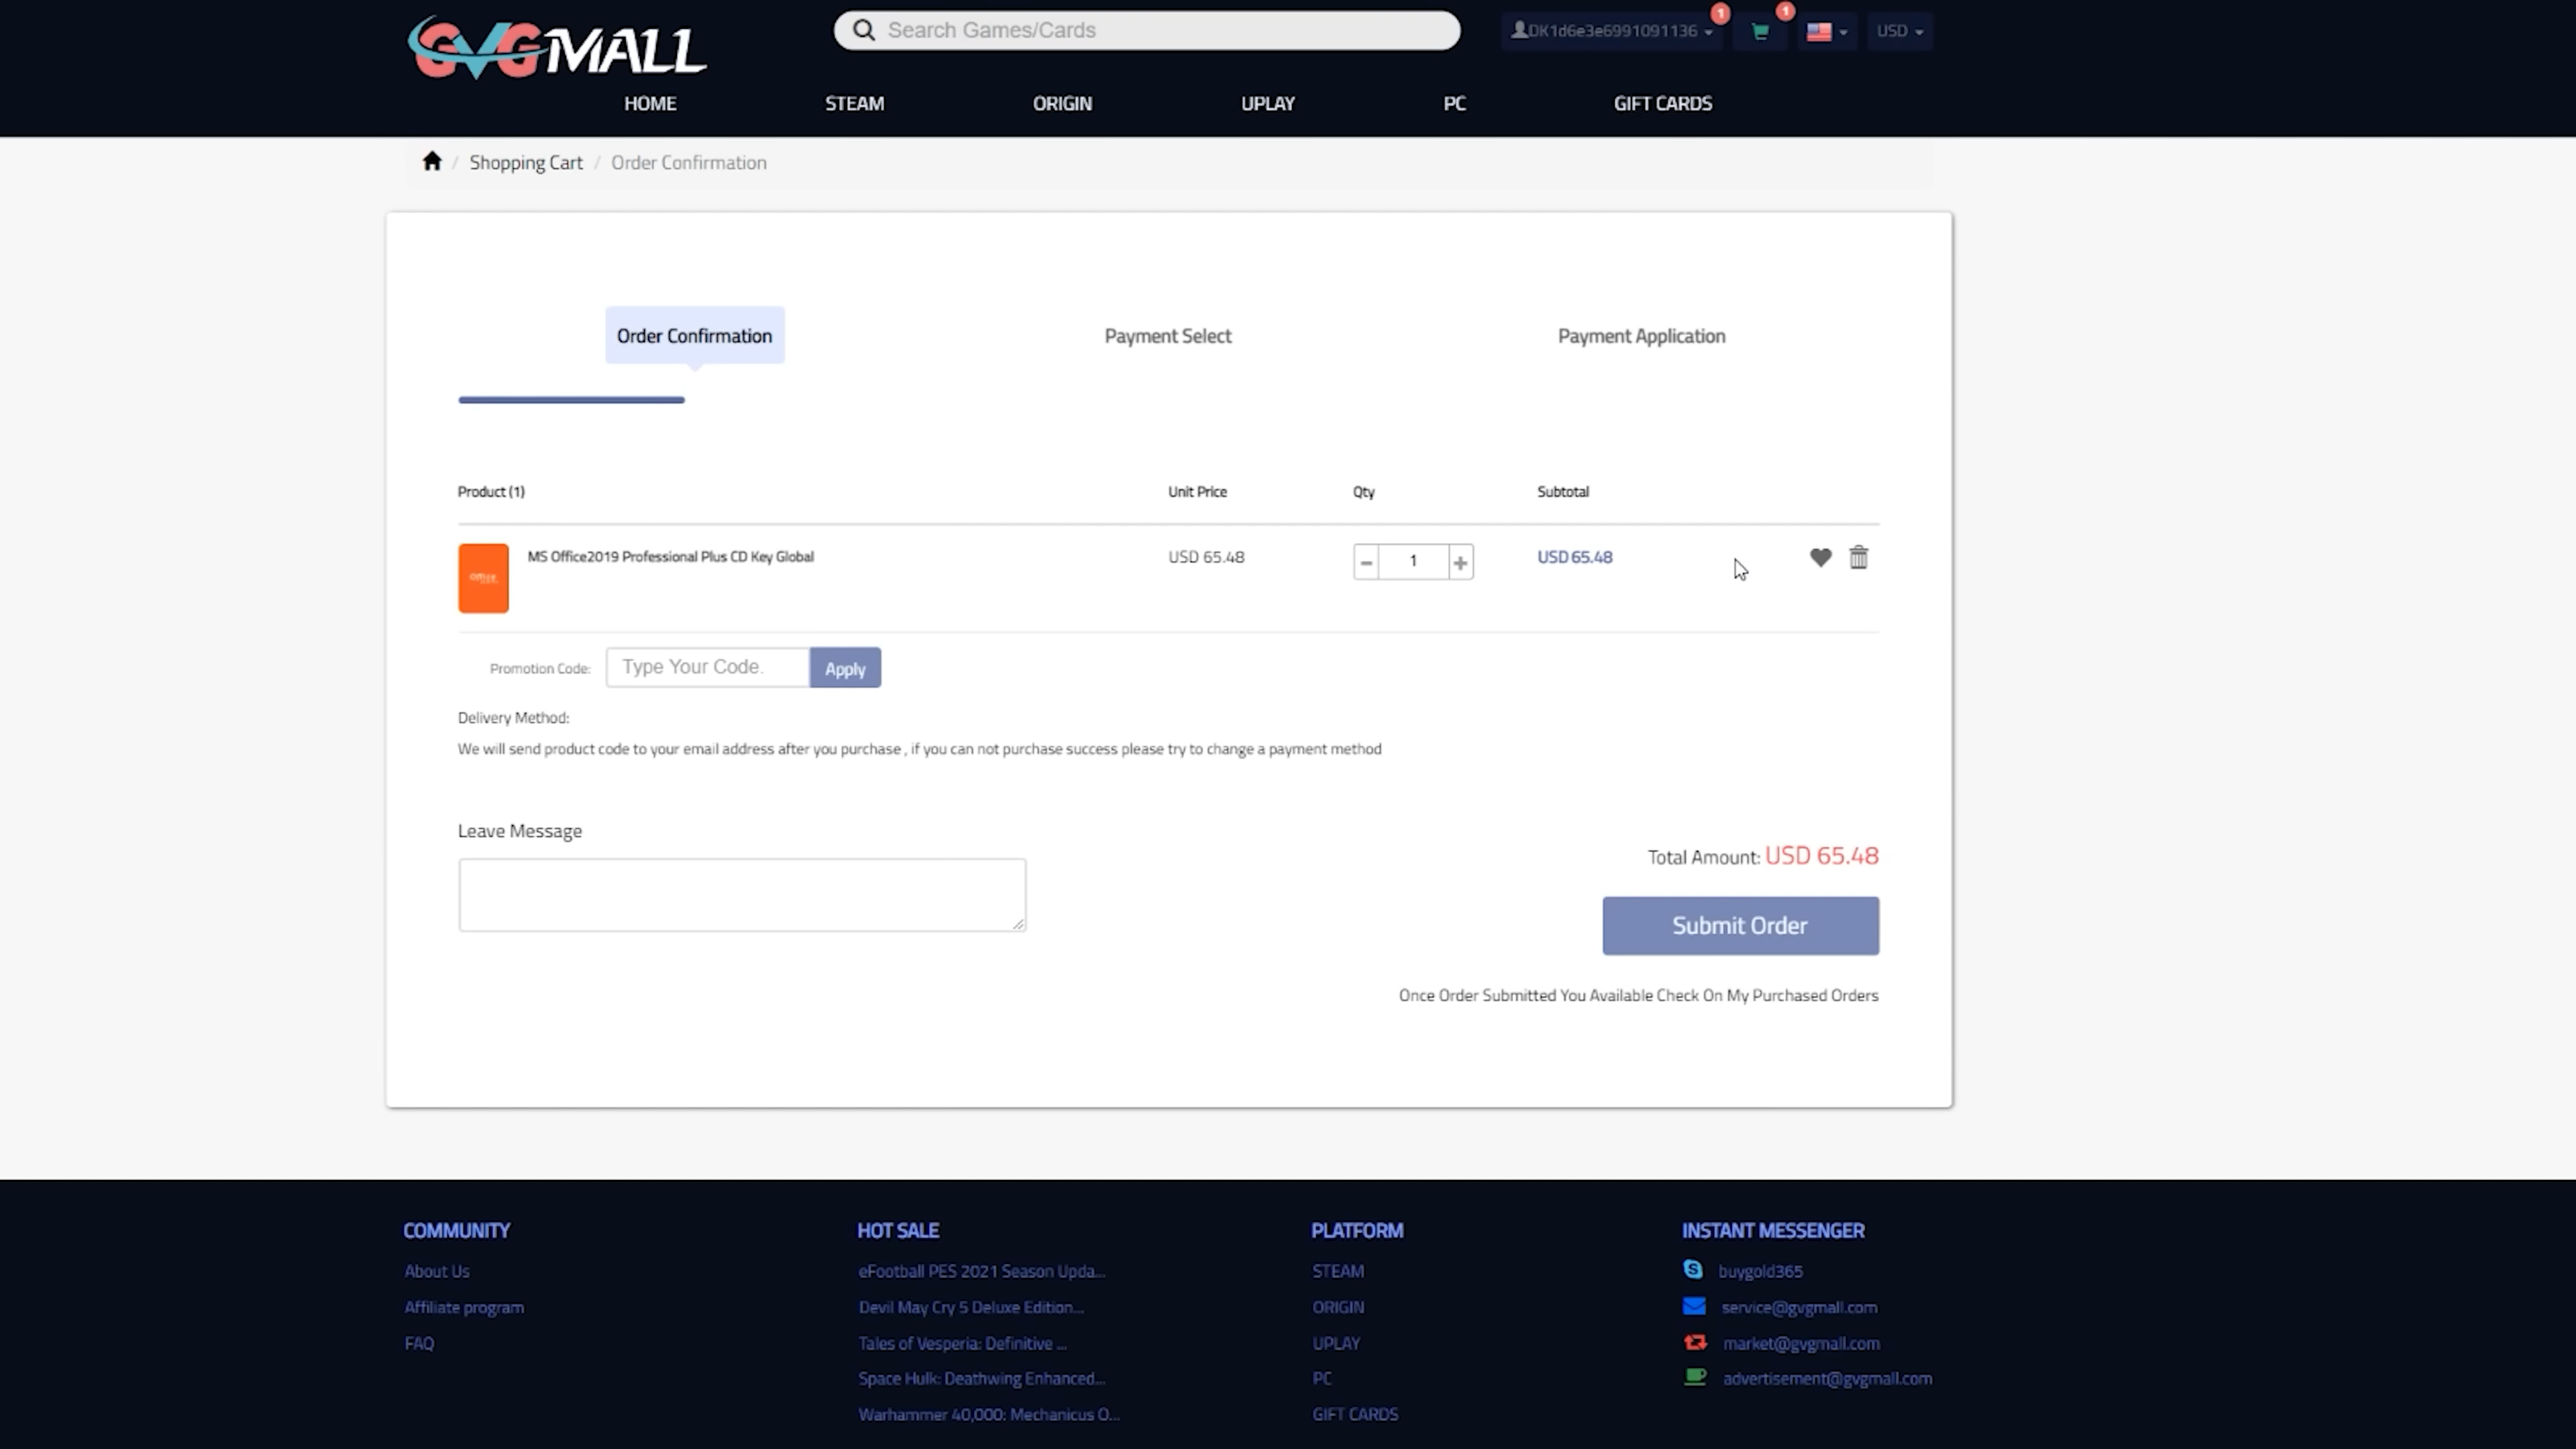 GVGMALL
Search Games/Cards
DK1d6e3e6991091136
1
1
USD
HOME
STEAM
ORIGIN
UPLAY
PC
GIFT CARDS
/ Shopping Cart / Order Confirmation
Order Confirmation
Payment Select
Payment Application
Product (1)
Unit Price
Qty
Subtotal
MS Office2019 Professional Plus CD Key Global
USD 65.48
− 1 +
USD 65.48
Promotion Code:
Type Your Code.
Apply
Delivery Method:
We will send product code to your email address after you purchase , if you can not purchase success please try to change a payment method
Leave Message
Total Amount: USD 65.48
Submit Order
Once Order Submitted You Available Check On My Purchased Orders
COMMUNITY
About Us
Affiliate program
FAQ
HOT SALE
eFootball PES 2021 Season Upda...
Devil May Cry 5 Deluxe Edition...
Tales of Vesperia: Definitive ...
Space Hulk: Deathwing Enhanced...
Warhammer 40,000: Mechanicus O...
PLATFORM
STEAM
ORIGIN
UPLAY
PC
GIFT CARDS
INSTANT MESSENGER
buygold365
service@gvgmall.com
market@gvgmall.com
advertisement@gvgmall.com